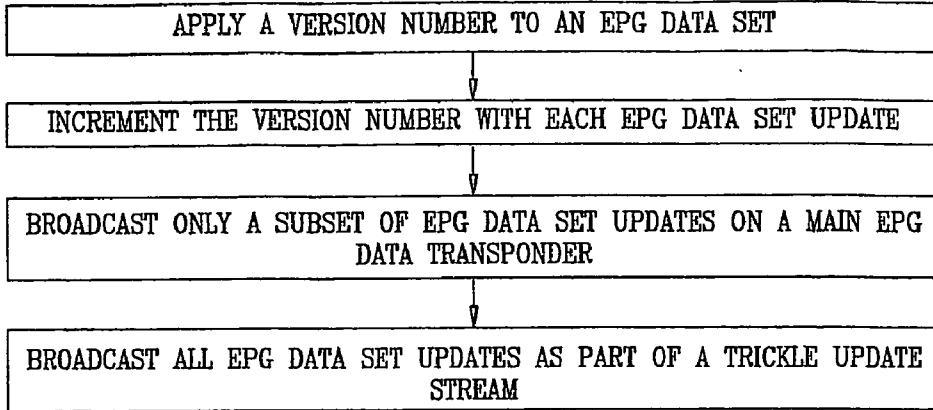 APPLY A VERSION NUMBER TO AN EPG DATA SET
INCREMENT THE VERSION NUMBER WITH EACH EPG DATA SET UPDATE
BROADCAST ONLY A SUBSET OF EPG DATA SET UPDATES ON A MAIN EPG
DATA TRANSPONDER
BROADCAST ALL EPG DATA SET UPDATES AS PART OF A TRICKLE UPDATE
STREAM